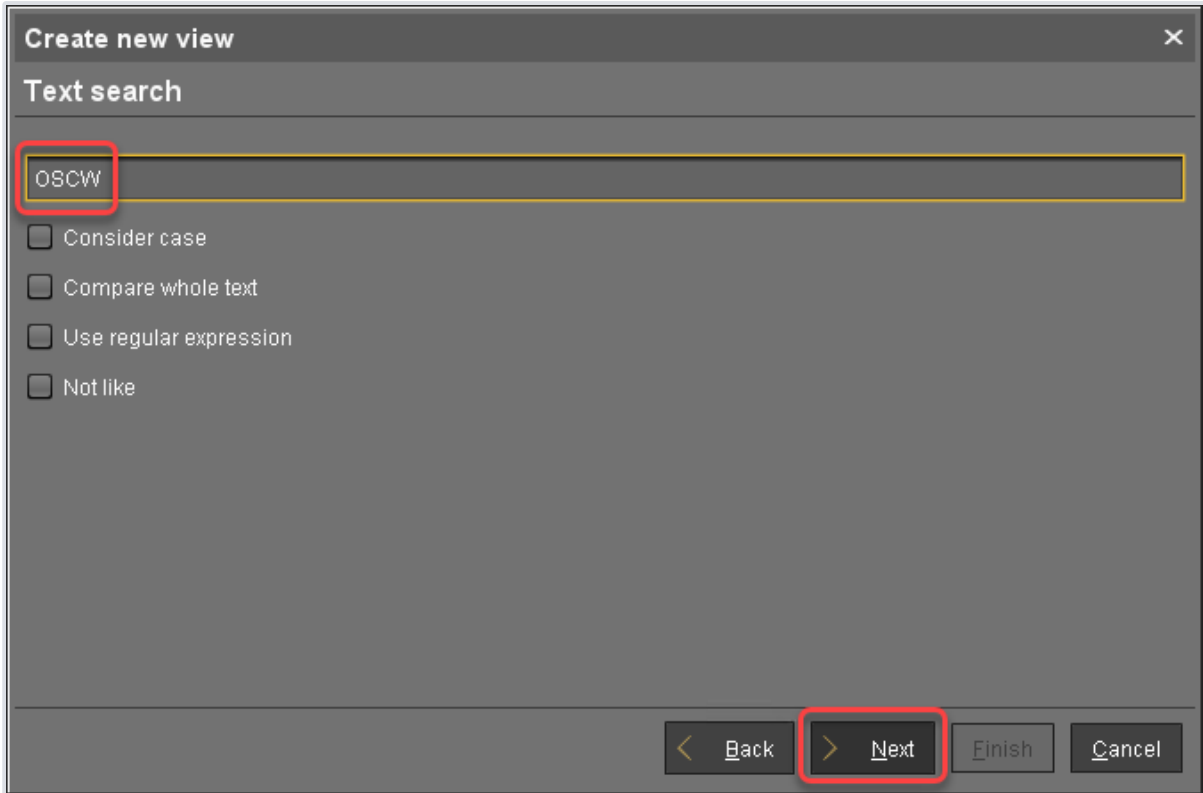 Create new view
Text search
OSCW
Consider case
Compare whole text
Use regular expression
Not like
Back Next Finish Cancel